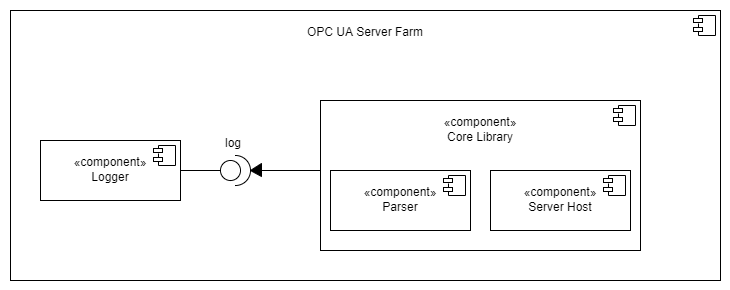 OPC UA Server Farm
log
«component»
Core Library
«component»
Logger
«component»
Parser
«component»
Server Host